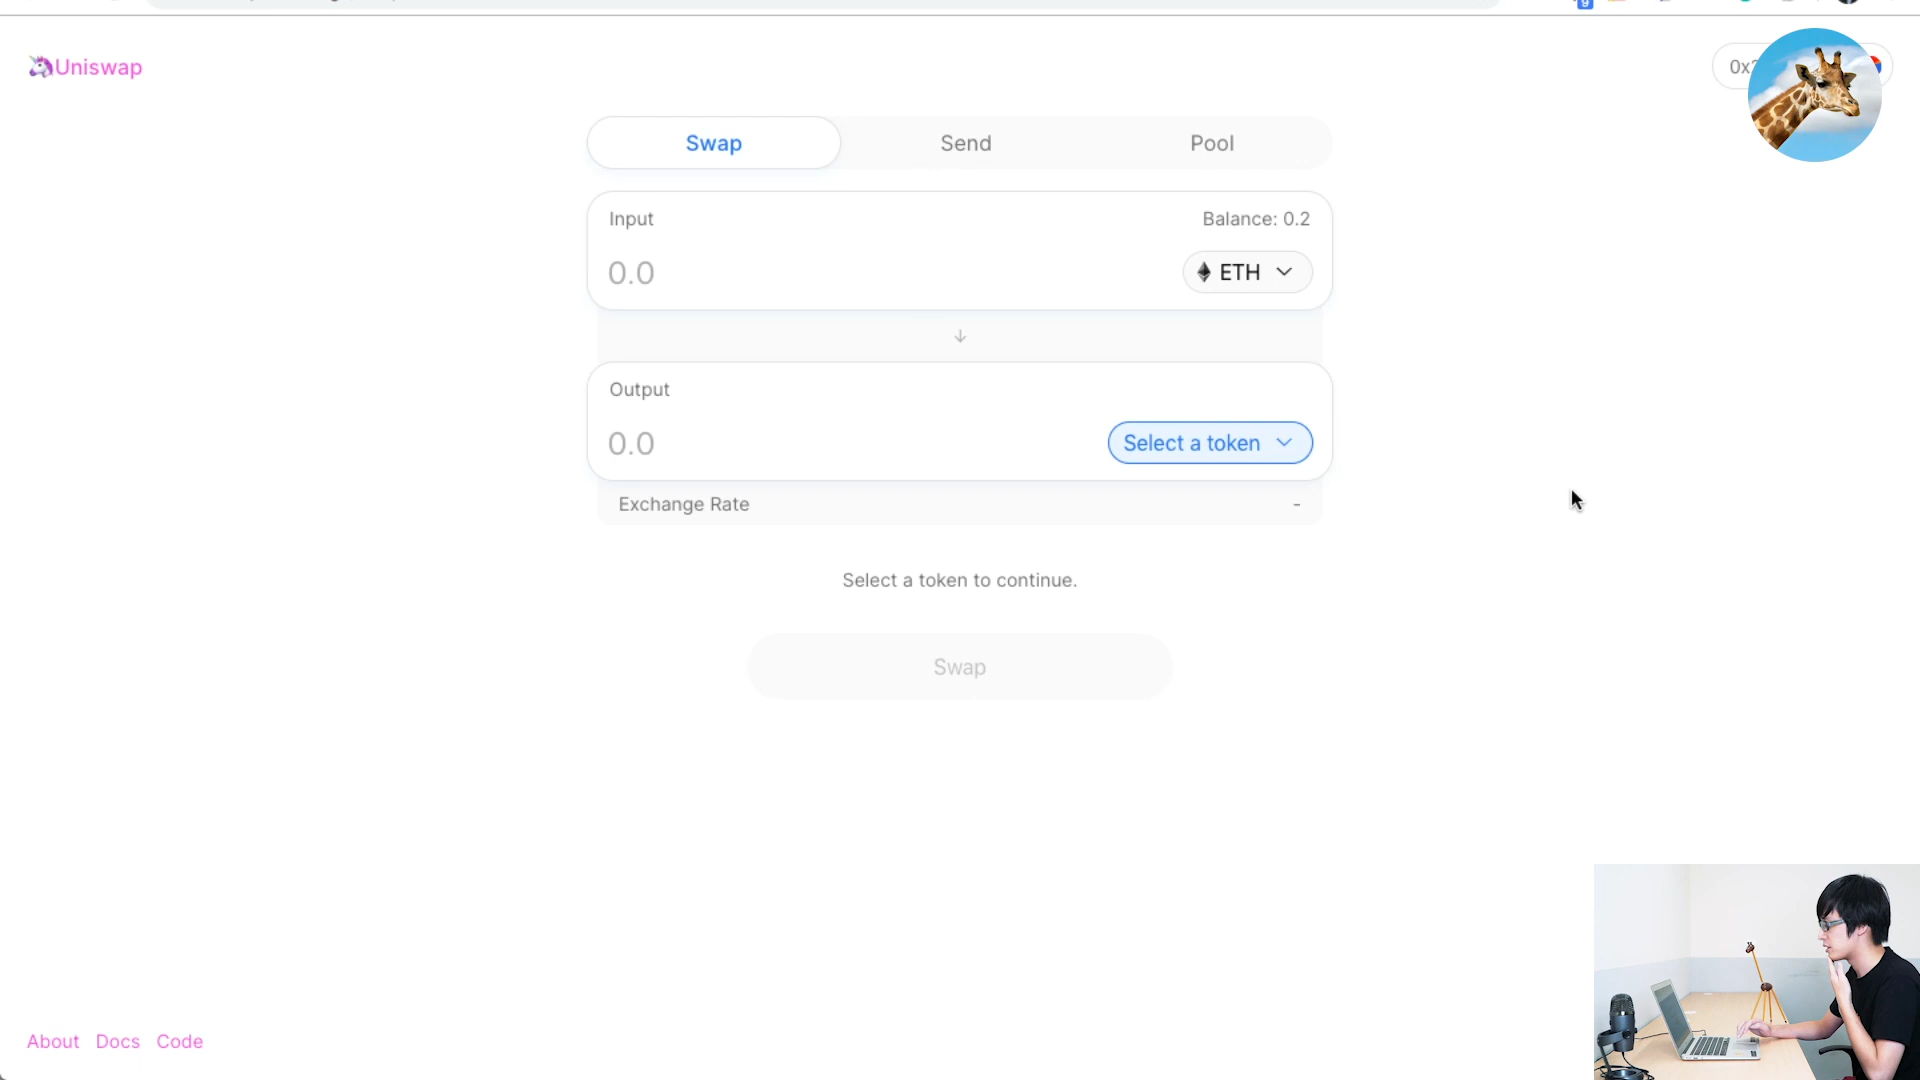 Uniswap
Swap
Send
Pool
Input
Balance: 0.2
0.0
ETH
Output
0.0
Select a token
Exchange Rate
-
Select a token to continue.
Swap
About Docs Code